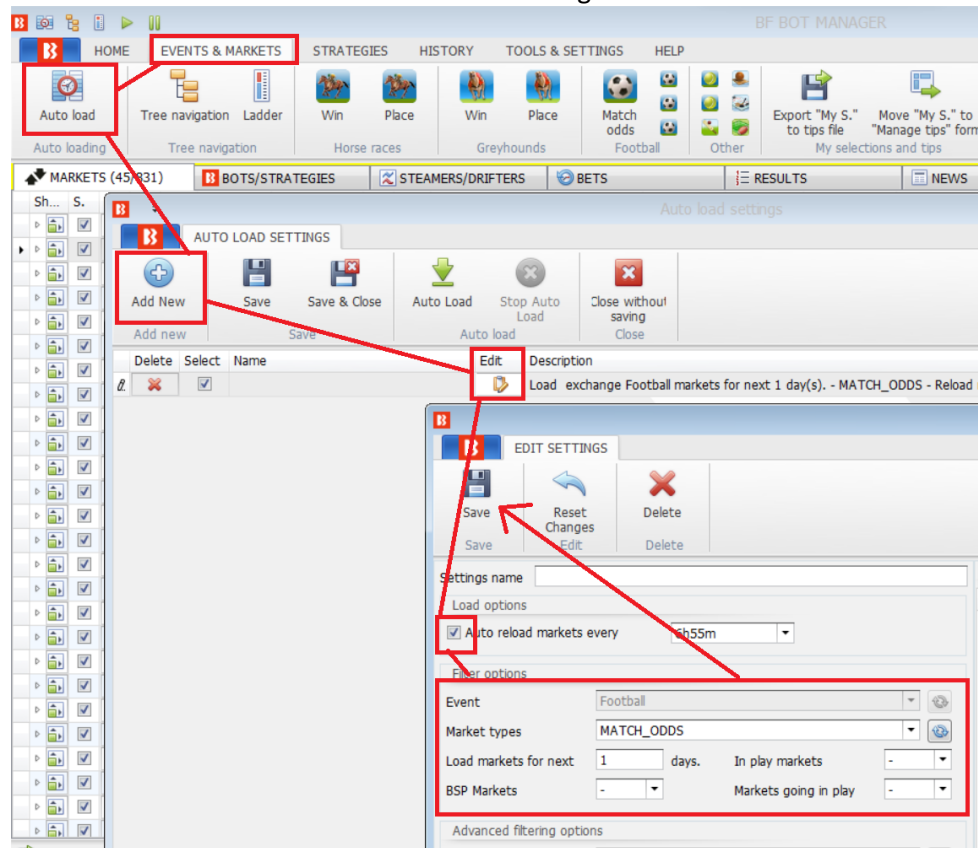 BF BOT MANAGER
HOME EVENTS & MARKETS STRATEGIES HISTORY TOOLS & SETTINGS HELP
Auto load Tree navigation Ladder Win Place Win Place Match odds Export "My S." to tips file Move "My S." to "Manage tips" form
Auto loading Tree navigation Horse races Greyhounds Football Other My selections and tips
MARKETS (45/831) BOTS/STRATEGIES STEAMERS/DRIFTERS BETS RESULTS NEWS
Sh... S.
Auto load settings
AUTO LOAD SETTINGS
Add New Save Save & Close Auto Load Stop Auto Load Close without saving
Add new Save Auto load Close
Delete Select Name Edit Description
Load exchange Football markets for next 1 day(s). - MATCH_ODDS - Reload
EDIT SETTINGS
Save Reset Changes Delete
Save Edit Delete
Settings name
Load options
Auto reload markets every 6h55m
Filter options
Event Football
Market types MATCH_ODDS
Load markets for next 1 days. In play markets -
BSP Markets - Markets going in play -
Advanced filtering options